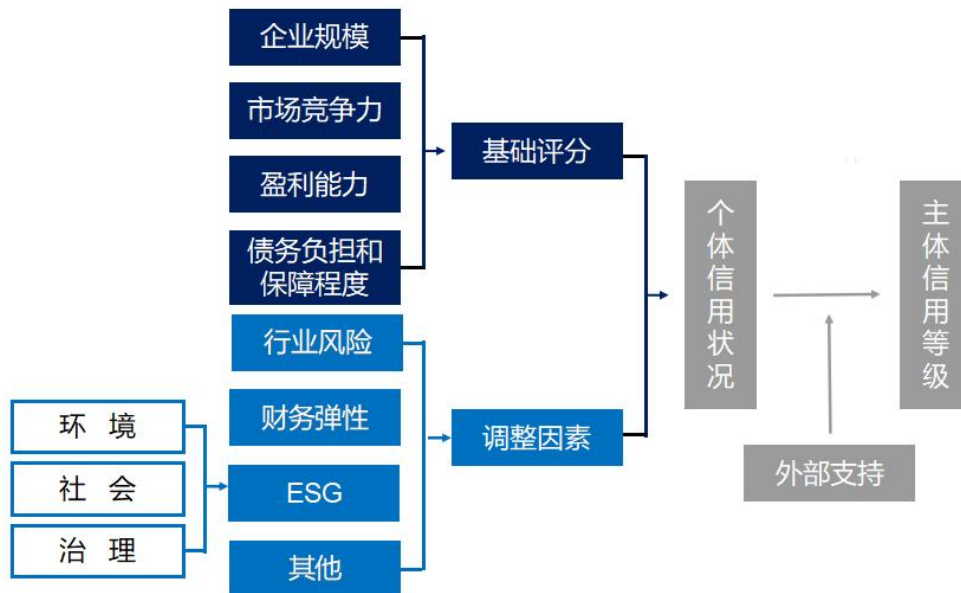 企业规模
市场竞争力
盈利能力
债务负担和
保障程度
基础评分
行业风险
财务弹性
ESG
其他
环 境
社 会
治 理
调整因素
个体信用状况
外部支持
主体信用等级